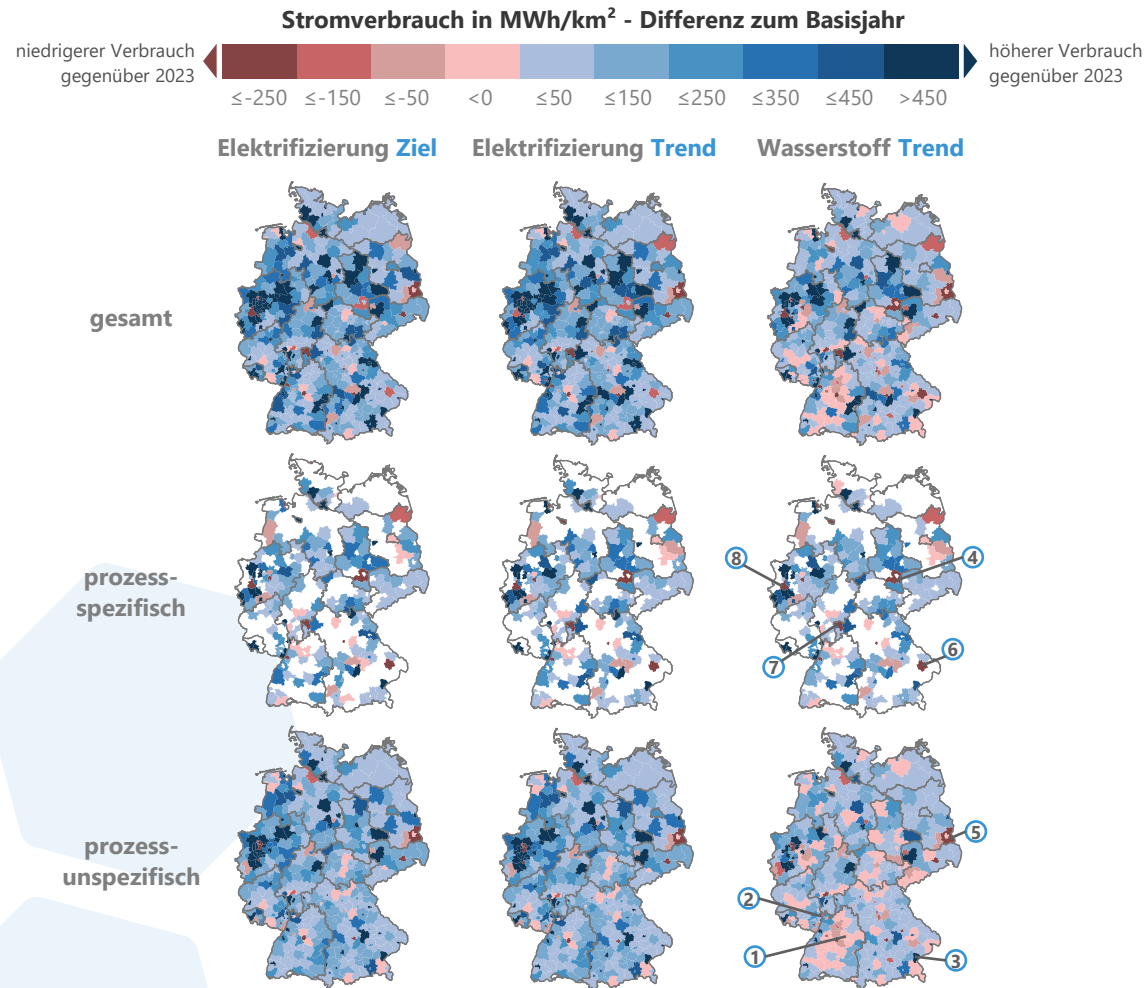 Stromverbrauch in MWh/km² - Differenz zum Basisjahr
niedrigerer Verbrauch
gegenüber 2023
höherer Verbrauch
gegenüber 2023
≤-250 ≤-150 ≤-50 <0 ≤50 ≤150 ≤250 ≤350 ≤450 >450
Elektrifizierung Ziel
Elektrifizierung Trend
Wasserstoff Trend
gesamt
prozess-
spezifisch
8
4
6
7
prozess-
unspezifisch
5
2
1
3